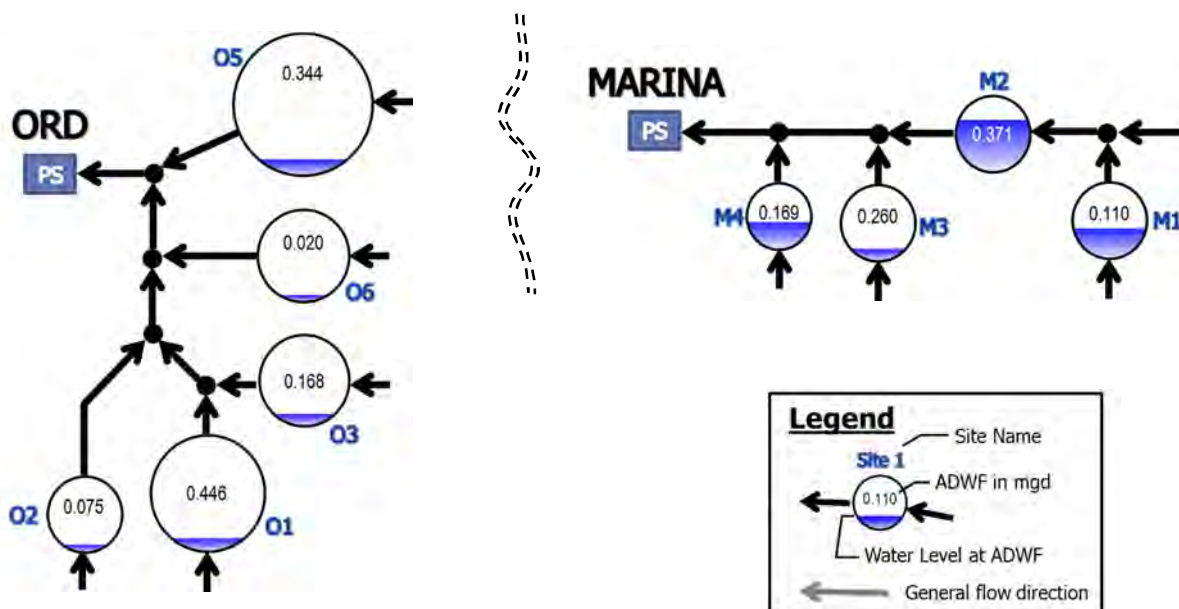 ORD
PS
O5
0.344
0.020
O6
0.168
O3
0.075
O2
0.446
O1
MARINA
PS
M2
0.371
M4
0.169
0.260
M3
0.110
M1
Legend
Site Name
Site 1
ADWF in mgd
0.110
Water Level at ADWF
General flow direction